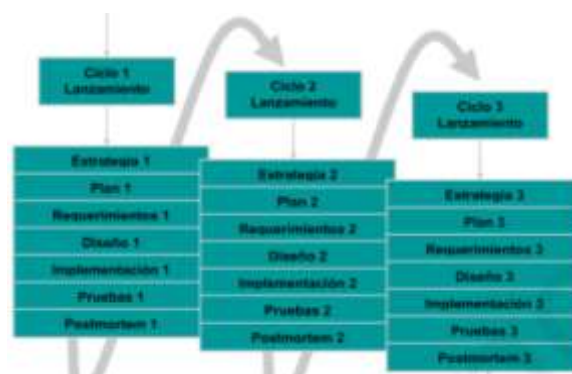 Ciclo 1
Lanzamiento
Estrategia 1
Plan 1
Requerimientos 1
Diseño 1
Implementación 1
Pruebas 1
Postmortem 1
Ciclo 2
Lanzamiento
Estrategia 2
Plan 2
Requerimientos 2
Diseño 2
Implementación 2
Pruebas 2
Postmortem 2
Ciclo 3
Lanzamiento
Estrategia 3
Plan 3
Requerimientos 3
Diseño 3
Implementación 3
Pruebas 3
Postmortem 3